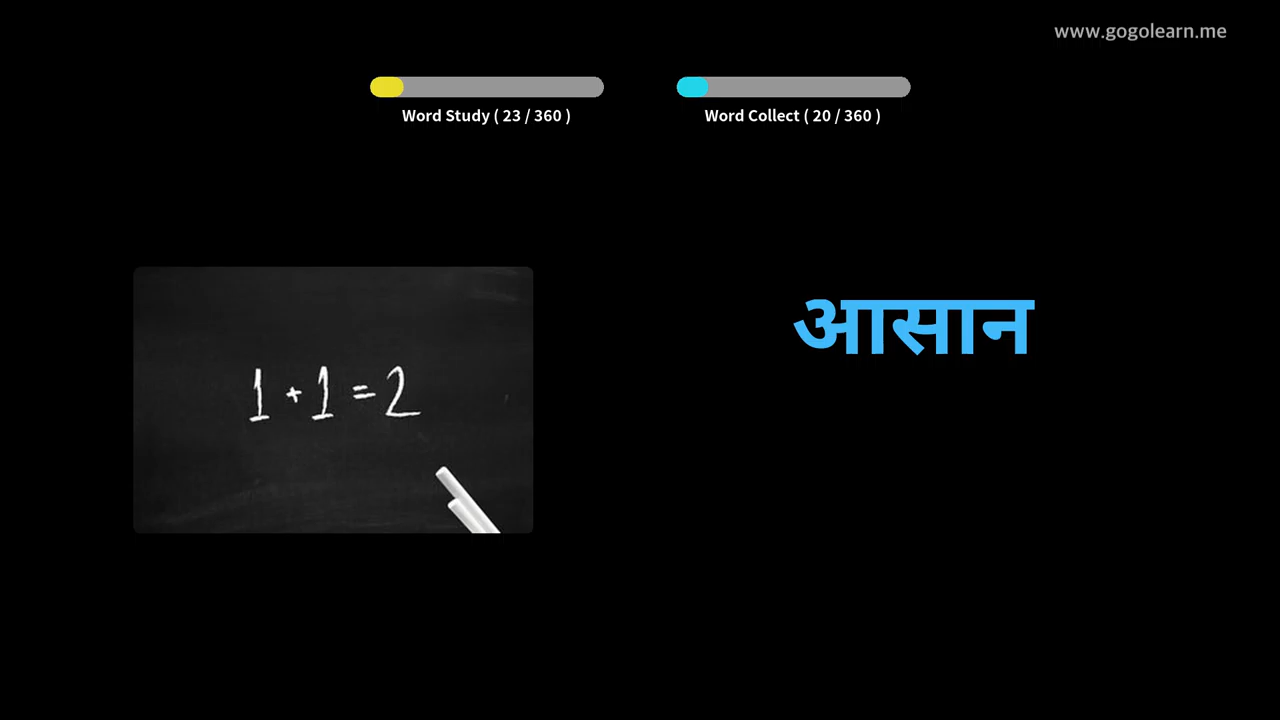 www.gogolearn.me
Word Study ( 23 / 360 )
Word Collect ( 20 / 360 )
1 + 1 = 2
आसान